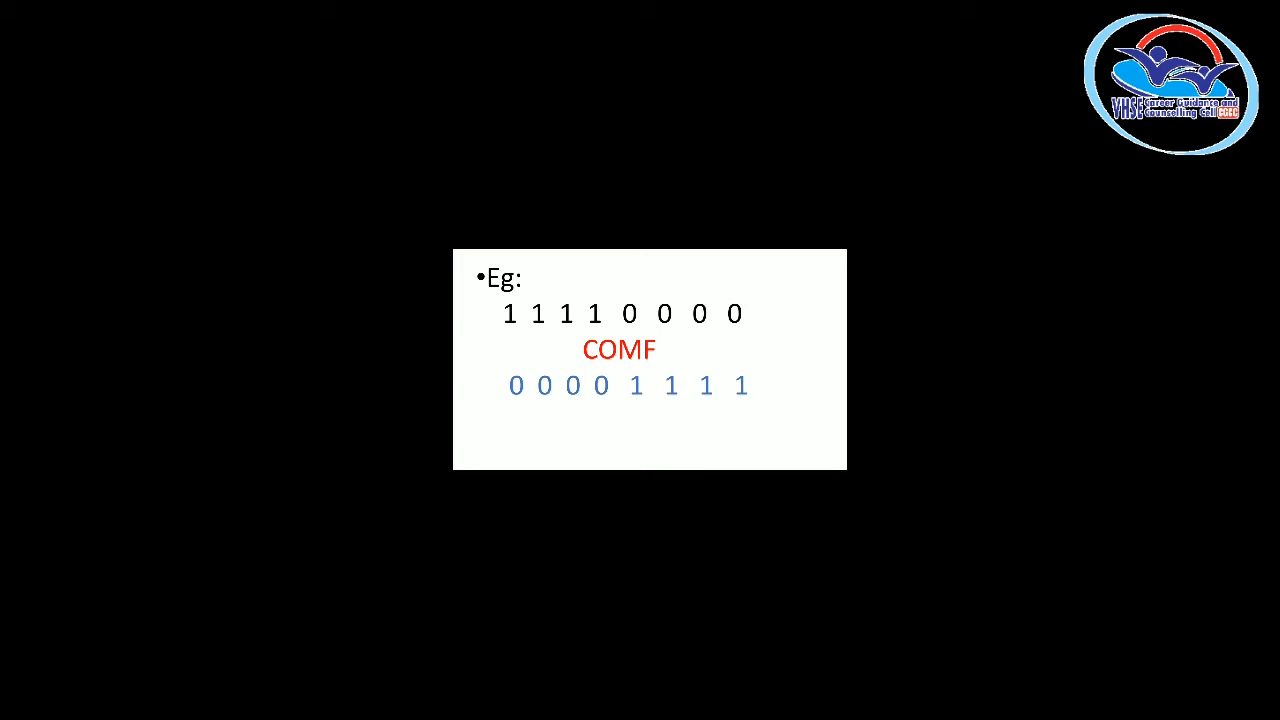 VHSE Career Guidance and
Counselling Cell CGCC
•Eg:
1 1 1 1 0 0 0 0
COMF
0 0 0 0 1 1 1 1